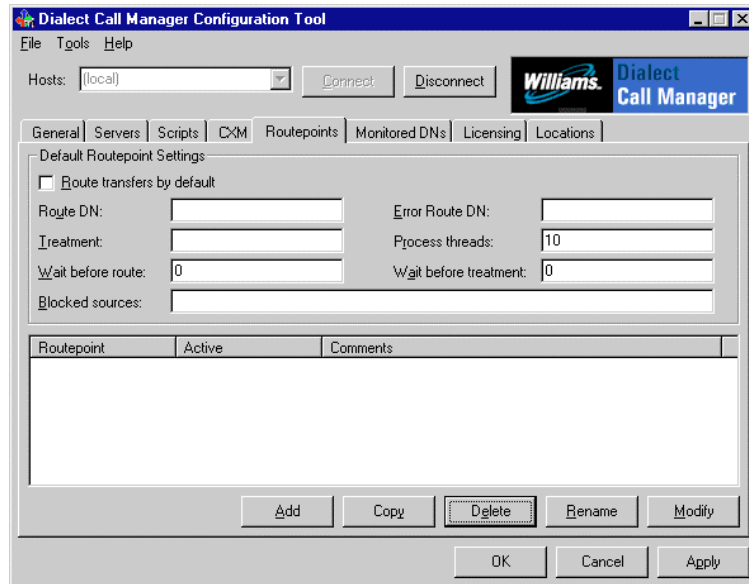 Dialect Call Manager Configuration Tool
File Tools Help
Hosts: (local) Connect Disconnect
Williams. Dialect
Call Manager
General Servers Scripts CXM Routepoints Monitored DNs Licensing Locations
Default Routepoint Settings
Route transfers by default
Route DN: Error Route DN:
Treatment: Process threads: 10
Wait before route: 0 Wait before treatment: 0
Blocked sources:
Routepoint Active Comments
Add Copy Delete Rename Modify
OK Cancel Apply